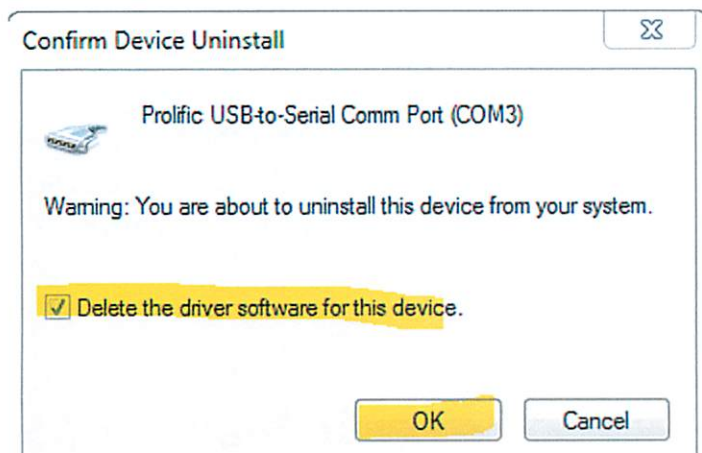 Confirm Device Uninstall
Prolific USB-to-Serial Comm Port (COM3)
Warning: You are about to uninstall this device from your system.
Delete the driver software for this device.
OK
Cancel